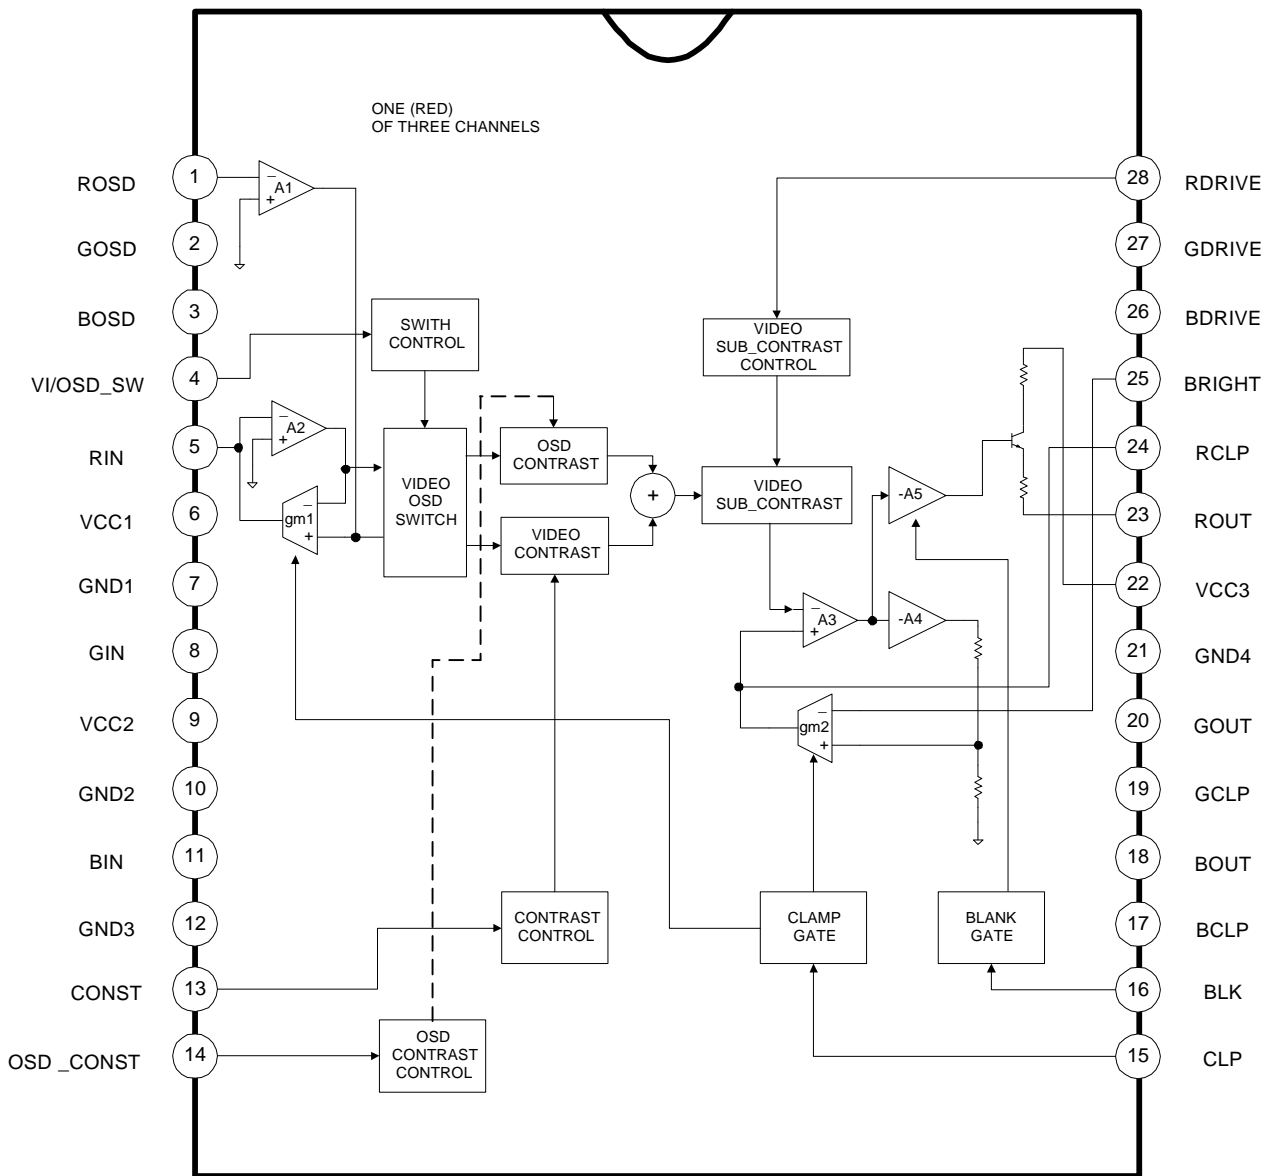 ONE (RED)
OF THREE CHANNELS
ROSD
1
GOSD
2
BOSD
3
VI/OSD_SW
4
RIN
5
VCC1
6
GND1
7
GIN
8
VCC2
9
GND2
10
BIN
11
GND3
12
CONST
13
OSD _CONST
14
−
A1
+
SWITH
CONTROL
−
A2
+
−
gm1
+
VIDEO
OSD
SWITCH
OSD
CONTRAST
VIDEO
CONTRAST
+
VIDEO
SUB_CONTRAST
CONTROL
VIDEO
SUB_CONTRAST
−
A3
+
-A4
-A5
−
gm2
+
CONTRAST
CONTROL
CLAMP
GATE
BLANK
GATE
OSD
CONTRAST
CONTROL
28
RDRIVE
27
GDRIVE
26
BDRIVE
25
BRIGHT
24
RCLP
23
ROUT
22
VCC3
21
GND4
20
GOUT
19
GCLP
18
BOUT
17
BCLP
16
BLK
15
CLP